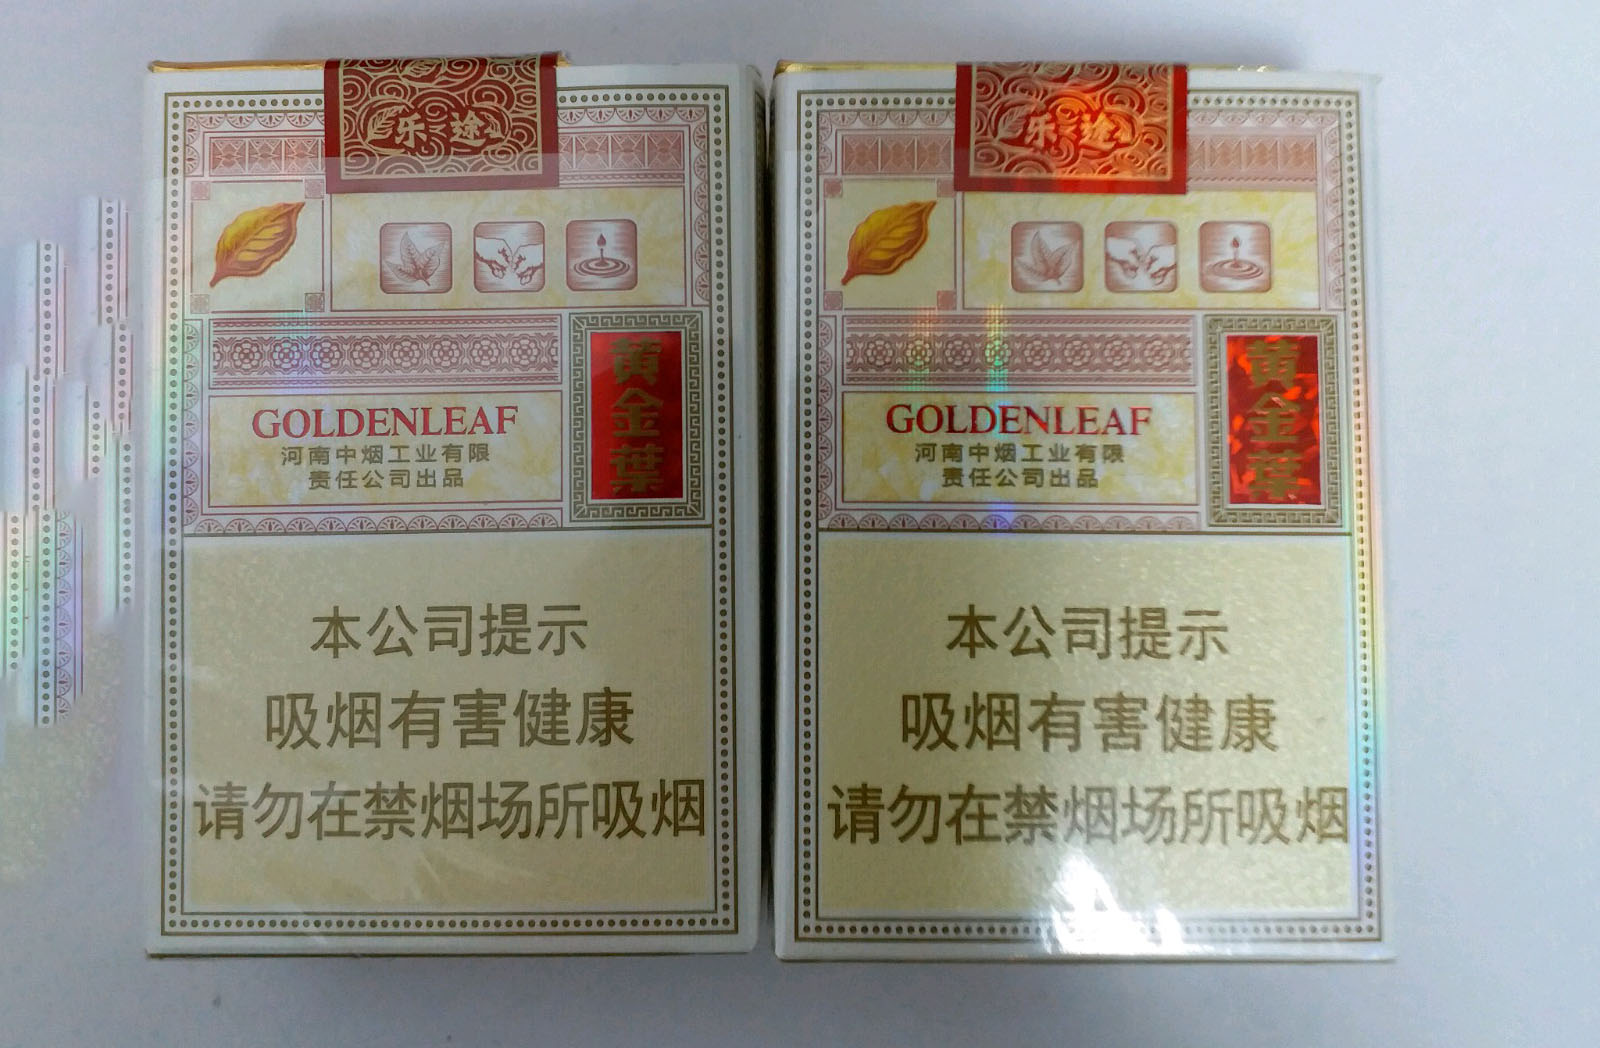 乐途
黄金葉
GOLDENLEAF
河南中烟工业有限
责任公司出品
本公司提示
吸烟有害健康
请勿在禁烟场所吸烟
乐途
黄金葉
GOLDENLEAF
河南中烟工业有限
责任公司出品
本公司提示
吸烟有害健康
请勿在禁烟场所吸烟